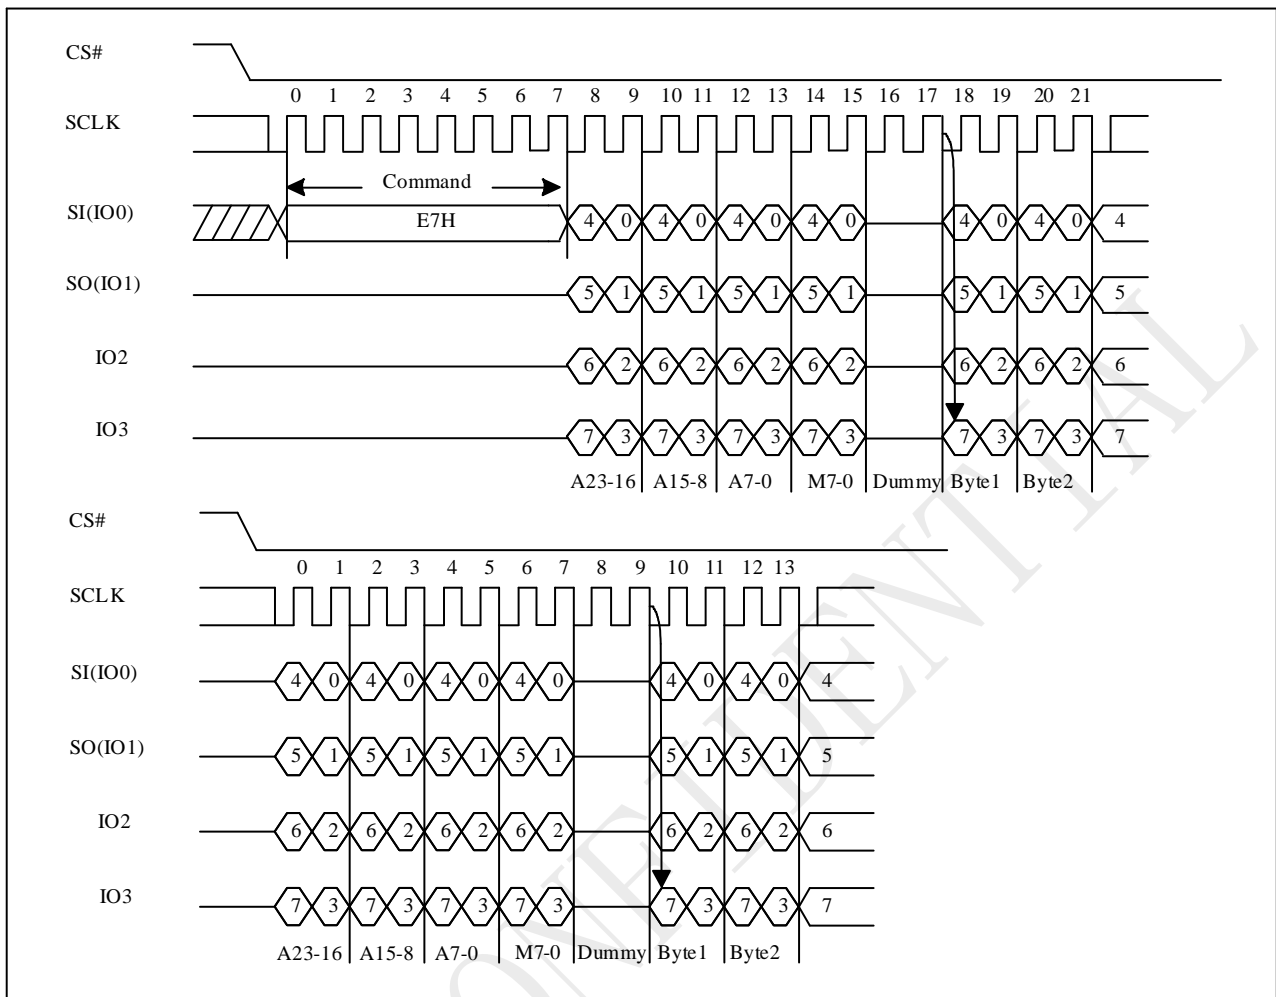 CS#
0 1 2 3 4 5 6 7 8 9 10 11 12 13 14 15 16 17 18 19 20 21
SCLK
Command
SI(IO0) E7H 4 0 4 0 4 0 4 0 4 0 4 0 4
SO(IO1) 5 1 5 1 5 1 5 1 5 1 5 1 5
IO2 6 2 6 2 6 2 6 2 6 2 6 2 6
IO3 7 3 7 3 7 3 7 3 7 3 7 3 7
A23-16 A15-8 A7-0 M7-0 Dummy Byte1 Byte2
CS#
0 1 2 3 4 5 6 7 8 9 10 11 12 13
SCLK
SI(IO0) 4 0 4 0 4 0 4 0 4 0 4 0 4
SO(IO1) 5 1 5 1 5 1 5 1 5 1 5 1 5
IO2 6 2 6 2 6 2 6 2 6 2 6 2 6
IO3 7 3 7 3 7 3 7 3 7 3 7 3 7
A23-16 A15-8 A7-0 M7-0 Dummy Byte1 Byte2
ONFIDENTIAL